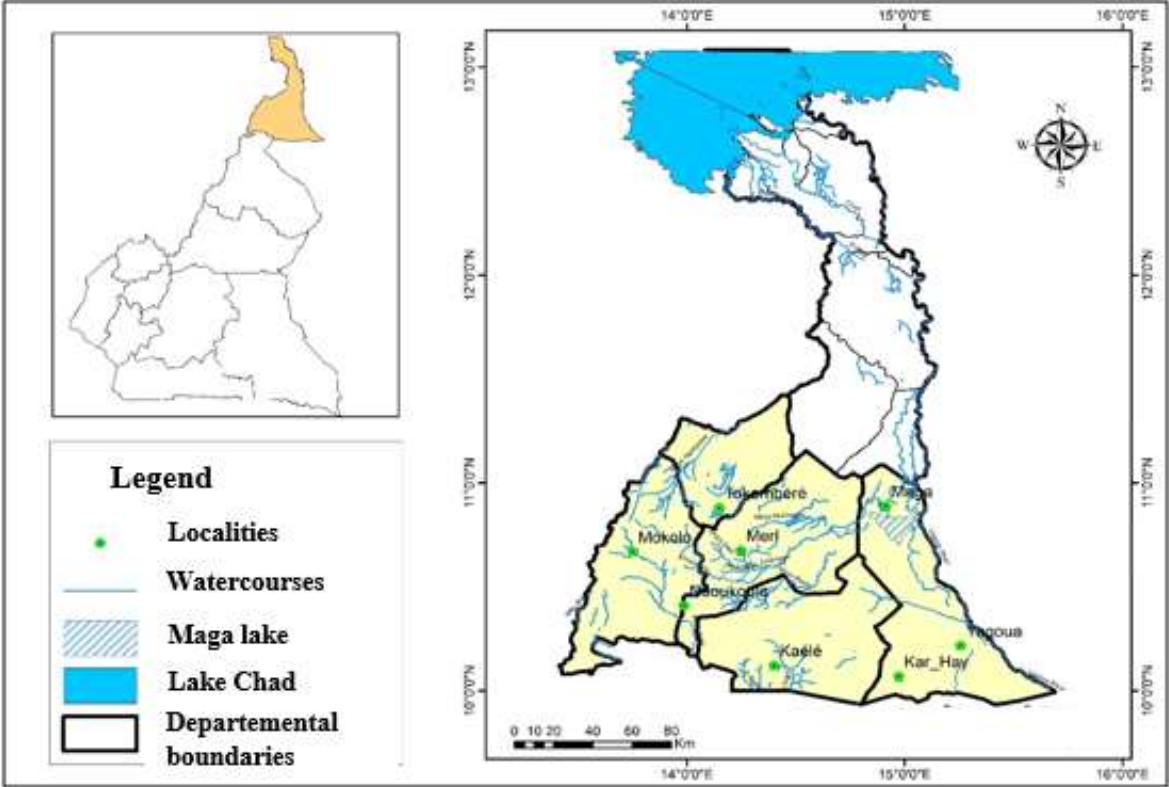 Legend
Localities
Watercourses
Maga lake
Lake Chad
Departemental
boundaries
14°0'0"E 15°0'0"E 16°0'0"E
13°0'0"N 13°0'0"N
N
W E
S
12°0'0"N 12°0'0"N
11°0'0"N 11°0'0"N
Maga
Mokolo
Meri
Yagoua
Kaélé
Kar_Hay
10°0'0"N 10°0'0"N
0 10 20 40 60 80
Km
14°0'0"E 15°0'0"E 16°0'0"E